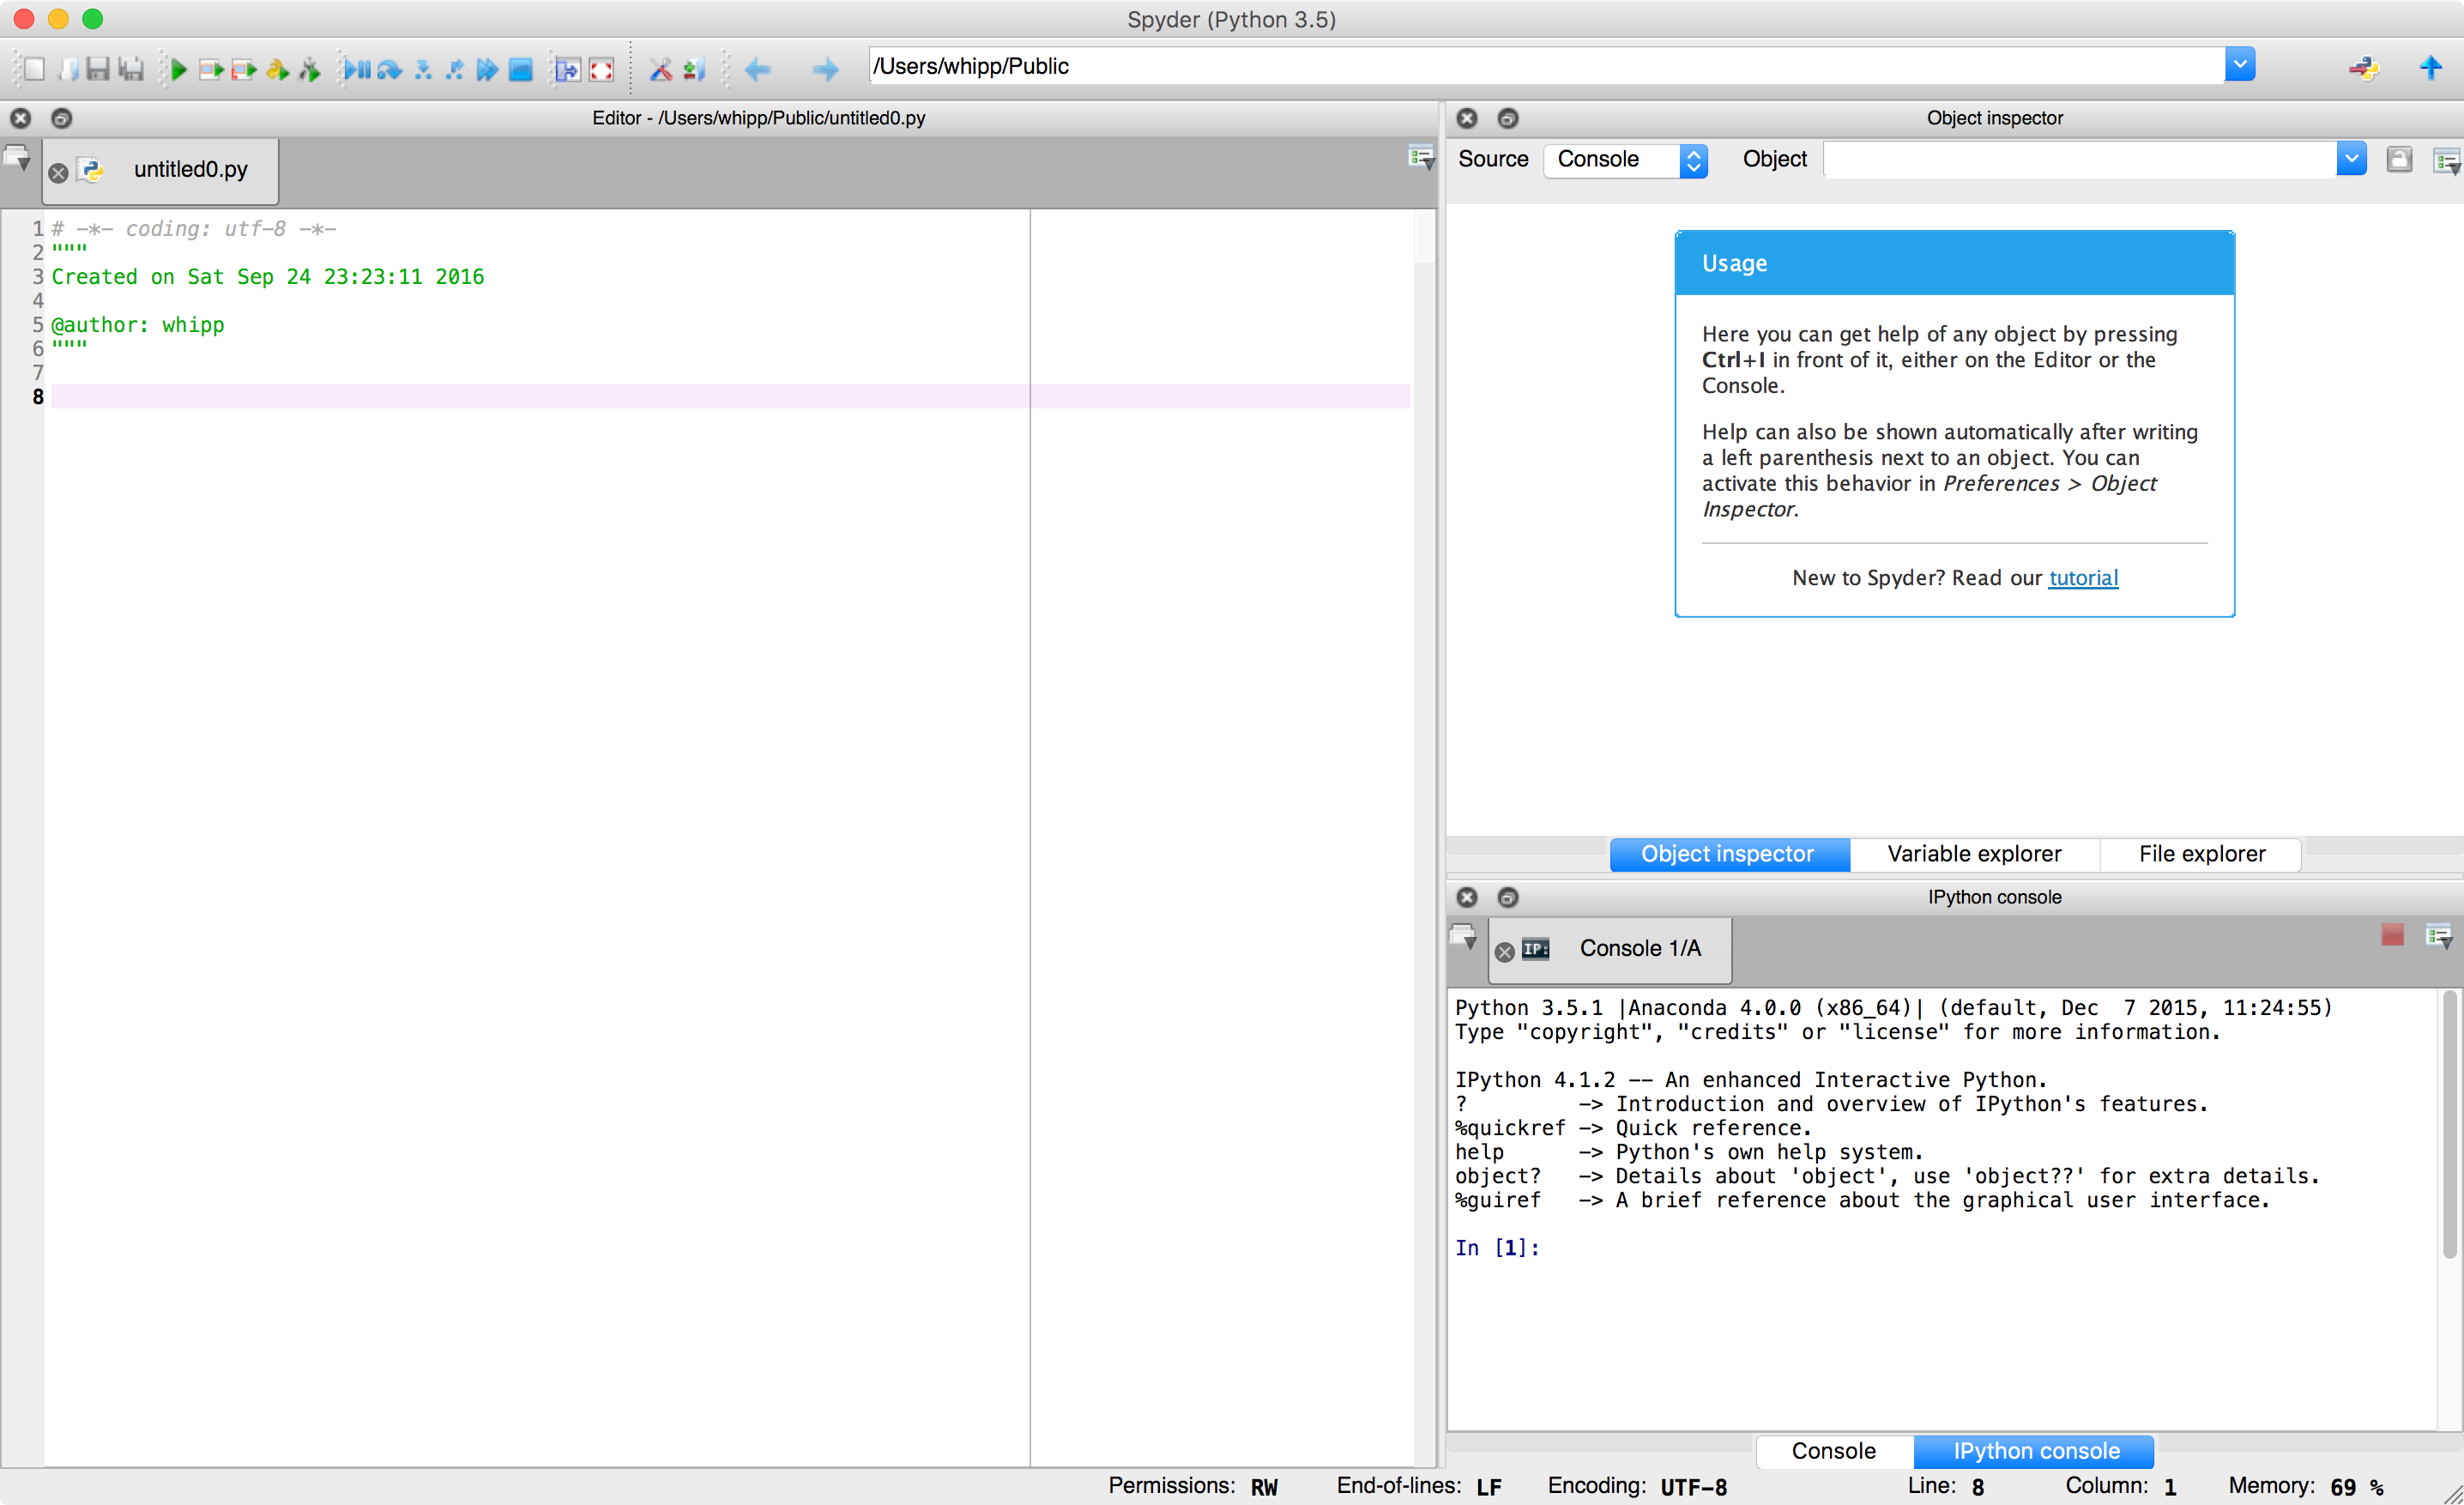 Spyder (Python 3.5)
/Users/whipp/Public
Editor - /Users/whipp/Public/untitled0.py
untitled0.py
1 # -*- coding: utf-8 -*-
2 """
3 Created on Sat Sep 24 23:23:11 2016
4
5 @author: whipp
6 """
7
8
Object inspector
Source Console Object
Usage
Here you can get help of any object by pressing
Ctrl+I in front of it, either on the Editor or the
Console.
Help can also be shown automatically after writing
a left parenthesis next to an object. You can
activate this behavior in Preferences > Object
Inspector.
New to Spyder? Read our tutorial
Object inspector Variable explorer File explorer
IPython console
IP: Console 1/A
Python 3.5.1 |Anaconda 4.0.0 (x86_64)| (default, Dec  7 2015, 11:24:55)
Type "copyright", "credits" or "license" for more information.
IPython 4.1.2 -- An enhanced Interactive Python.
?         -> Introduction and overview of IPython's features.
%quickref -> Quick reference.
help      -> Python's own help system.
object?   -> Details about 'object', use 'object??' for extra details.
%guiref   -> A brief reference about the graphical user interface.
In [1]:
Console IPython console
Permissions: RW End-of-lines: LF Encoding: UTF-8 Line: 8 Column: 1 Memory: 69 %